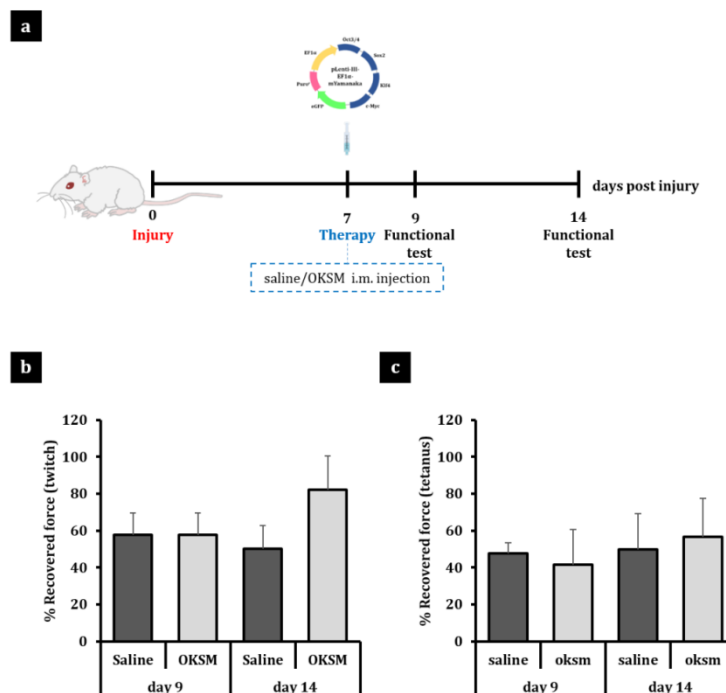 a
Oct3/4
EF1α
Sox2
pLenti-III-
EF1α-
mYamanaka
Puroʳ
Klf4
eGFP
c-Myc
days post injury
0
7
9
14
Injury
Therapy
Functional
test
Functional
test
saline/OKSM i.m. injection
b
% Recovered force (twitch)
120
100
80
60
40
20
0
Saline
OKSM
Saline
OKSM
day 9
day 14
c
% Recovered force (tetanus)
120
100
80
60
40
20
0
saline
oksm
saline
oksm
day 9
day 14